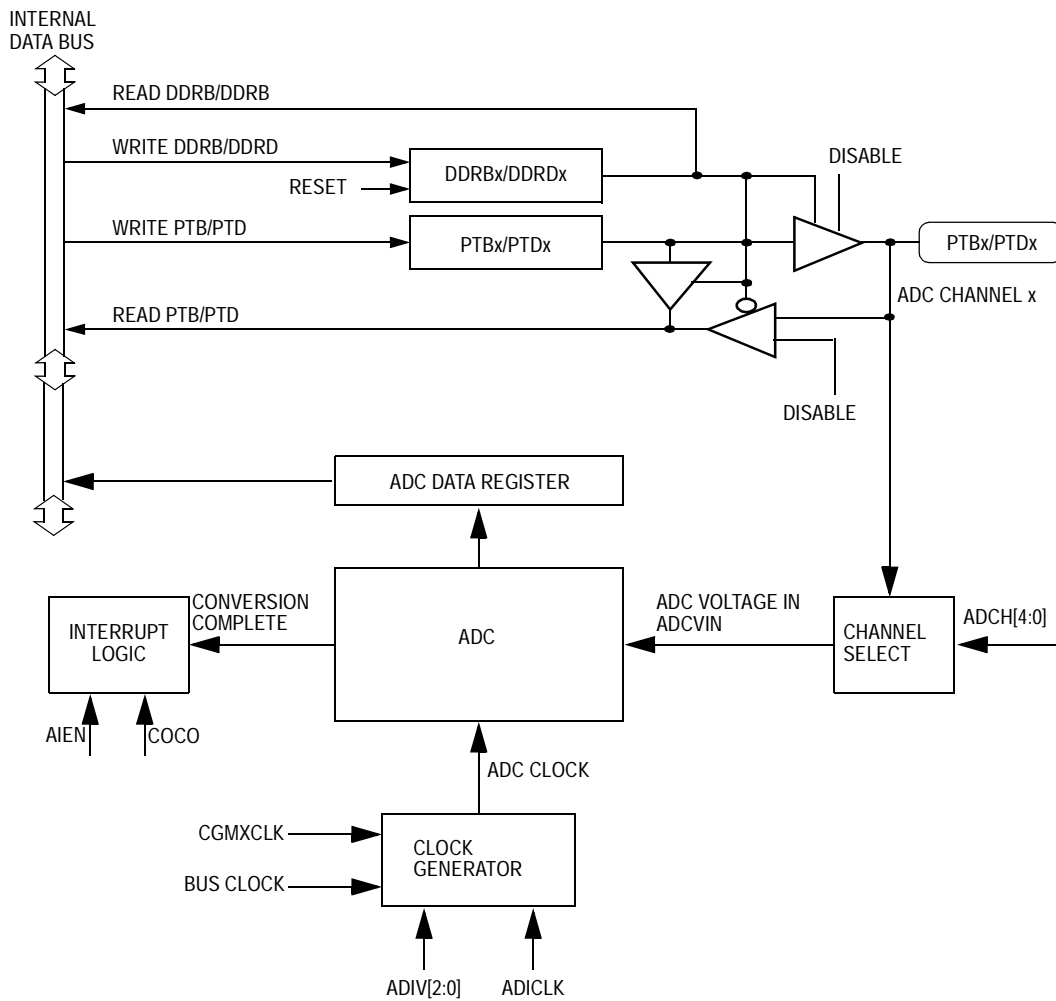 INTERNAL
DATA BUS
READ DDRB/DDRB
WRITE DDRB/DDRD
RESET
DDRBx/DDRDx
DISABLE
WRITE PTB/PTD
PTBx/PTDx
PTBx/PTDx
ADC CHANNEL x
READ PTB/PTD
DISABLE
ADC DATA REGISTER
INTERRUPT
LOGIC
CONVERSION
COMPLETE
ADC
ADC VOLTAGE IN
ADCVIN
CHANNEL
SELECT
ADCH[4:0]
AIEN
COCO
ADC CLOCK
CGMXCLK
BUS CLOCK
CLOCK
GENERATOR
ADIV[2:0]
ADICLK